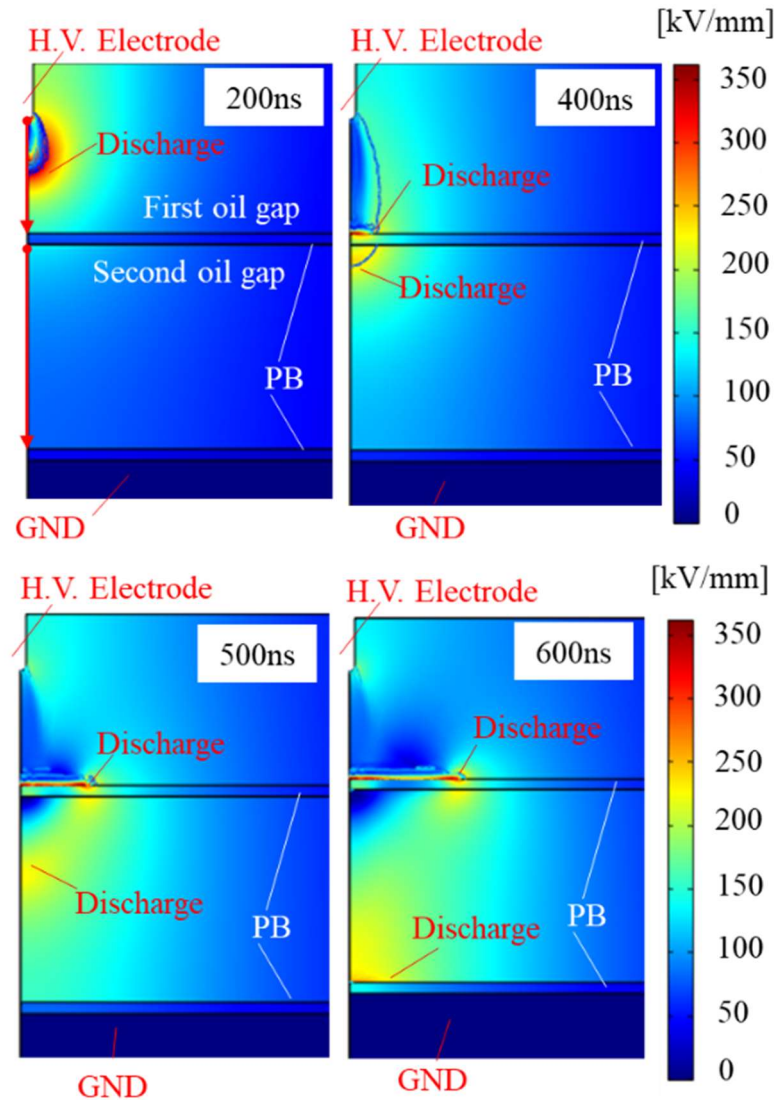 [kV/mm]
H.V. Electrode
H.V. Electrode
200ns
400ns
350
Discharge
300
Discharge
First oil gap
250
Second oil gap
Discharge
200
150
PB
PB
100
50
0
GND
GND
[kV/mm]
H.V. Electrode
H.V. Electrode
500ns
600ns
350
300
Discharge
Discharge
250
200
Discharge
150
PB
PB
Discharge
100
50
0
GND
GND